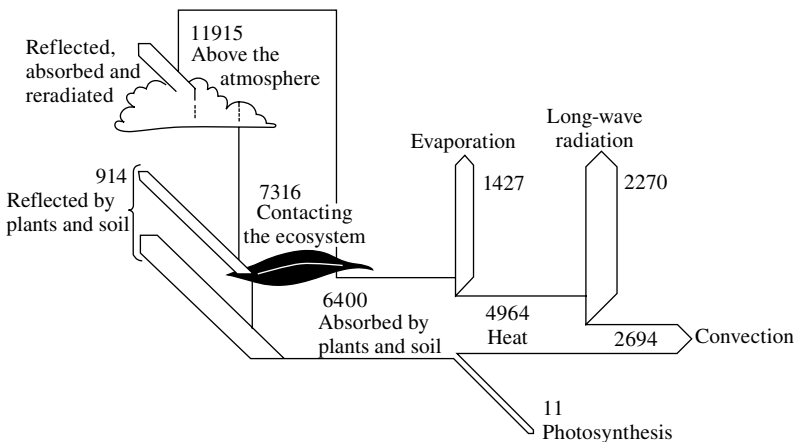 11915
Above the
atmosphere
Reflected,
absorbed and
reradiated
914
Reflected by
plants and soil
7316
Contacting
the ecosystem
6400
Absorbed by
plants and soil
Evaporation
1427
Long-wave
radiation
2270
4964
Heat
2694
Convection
11
Photosynthesis